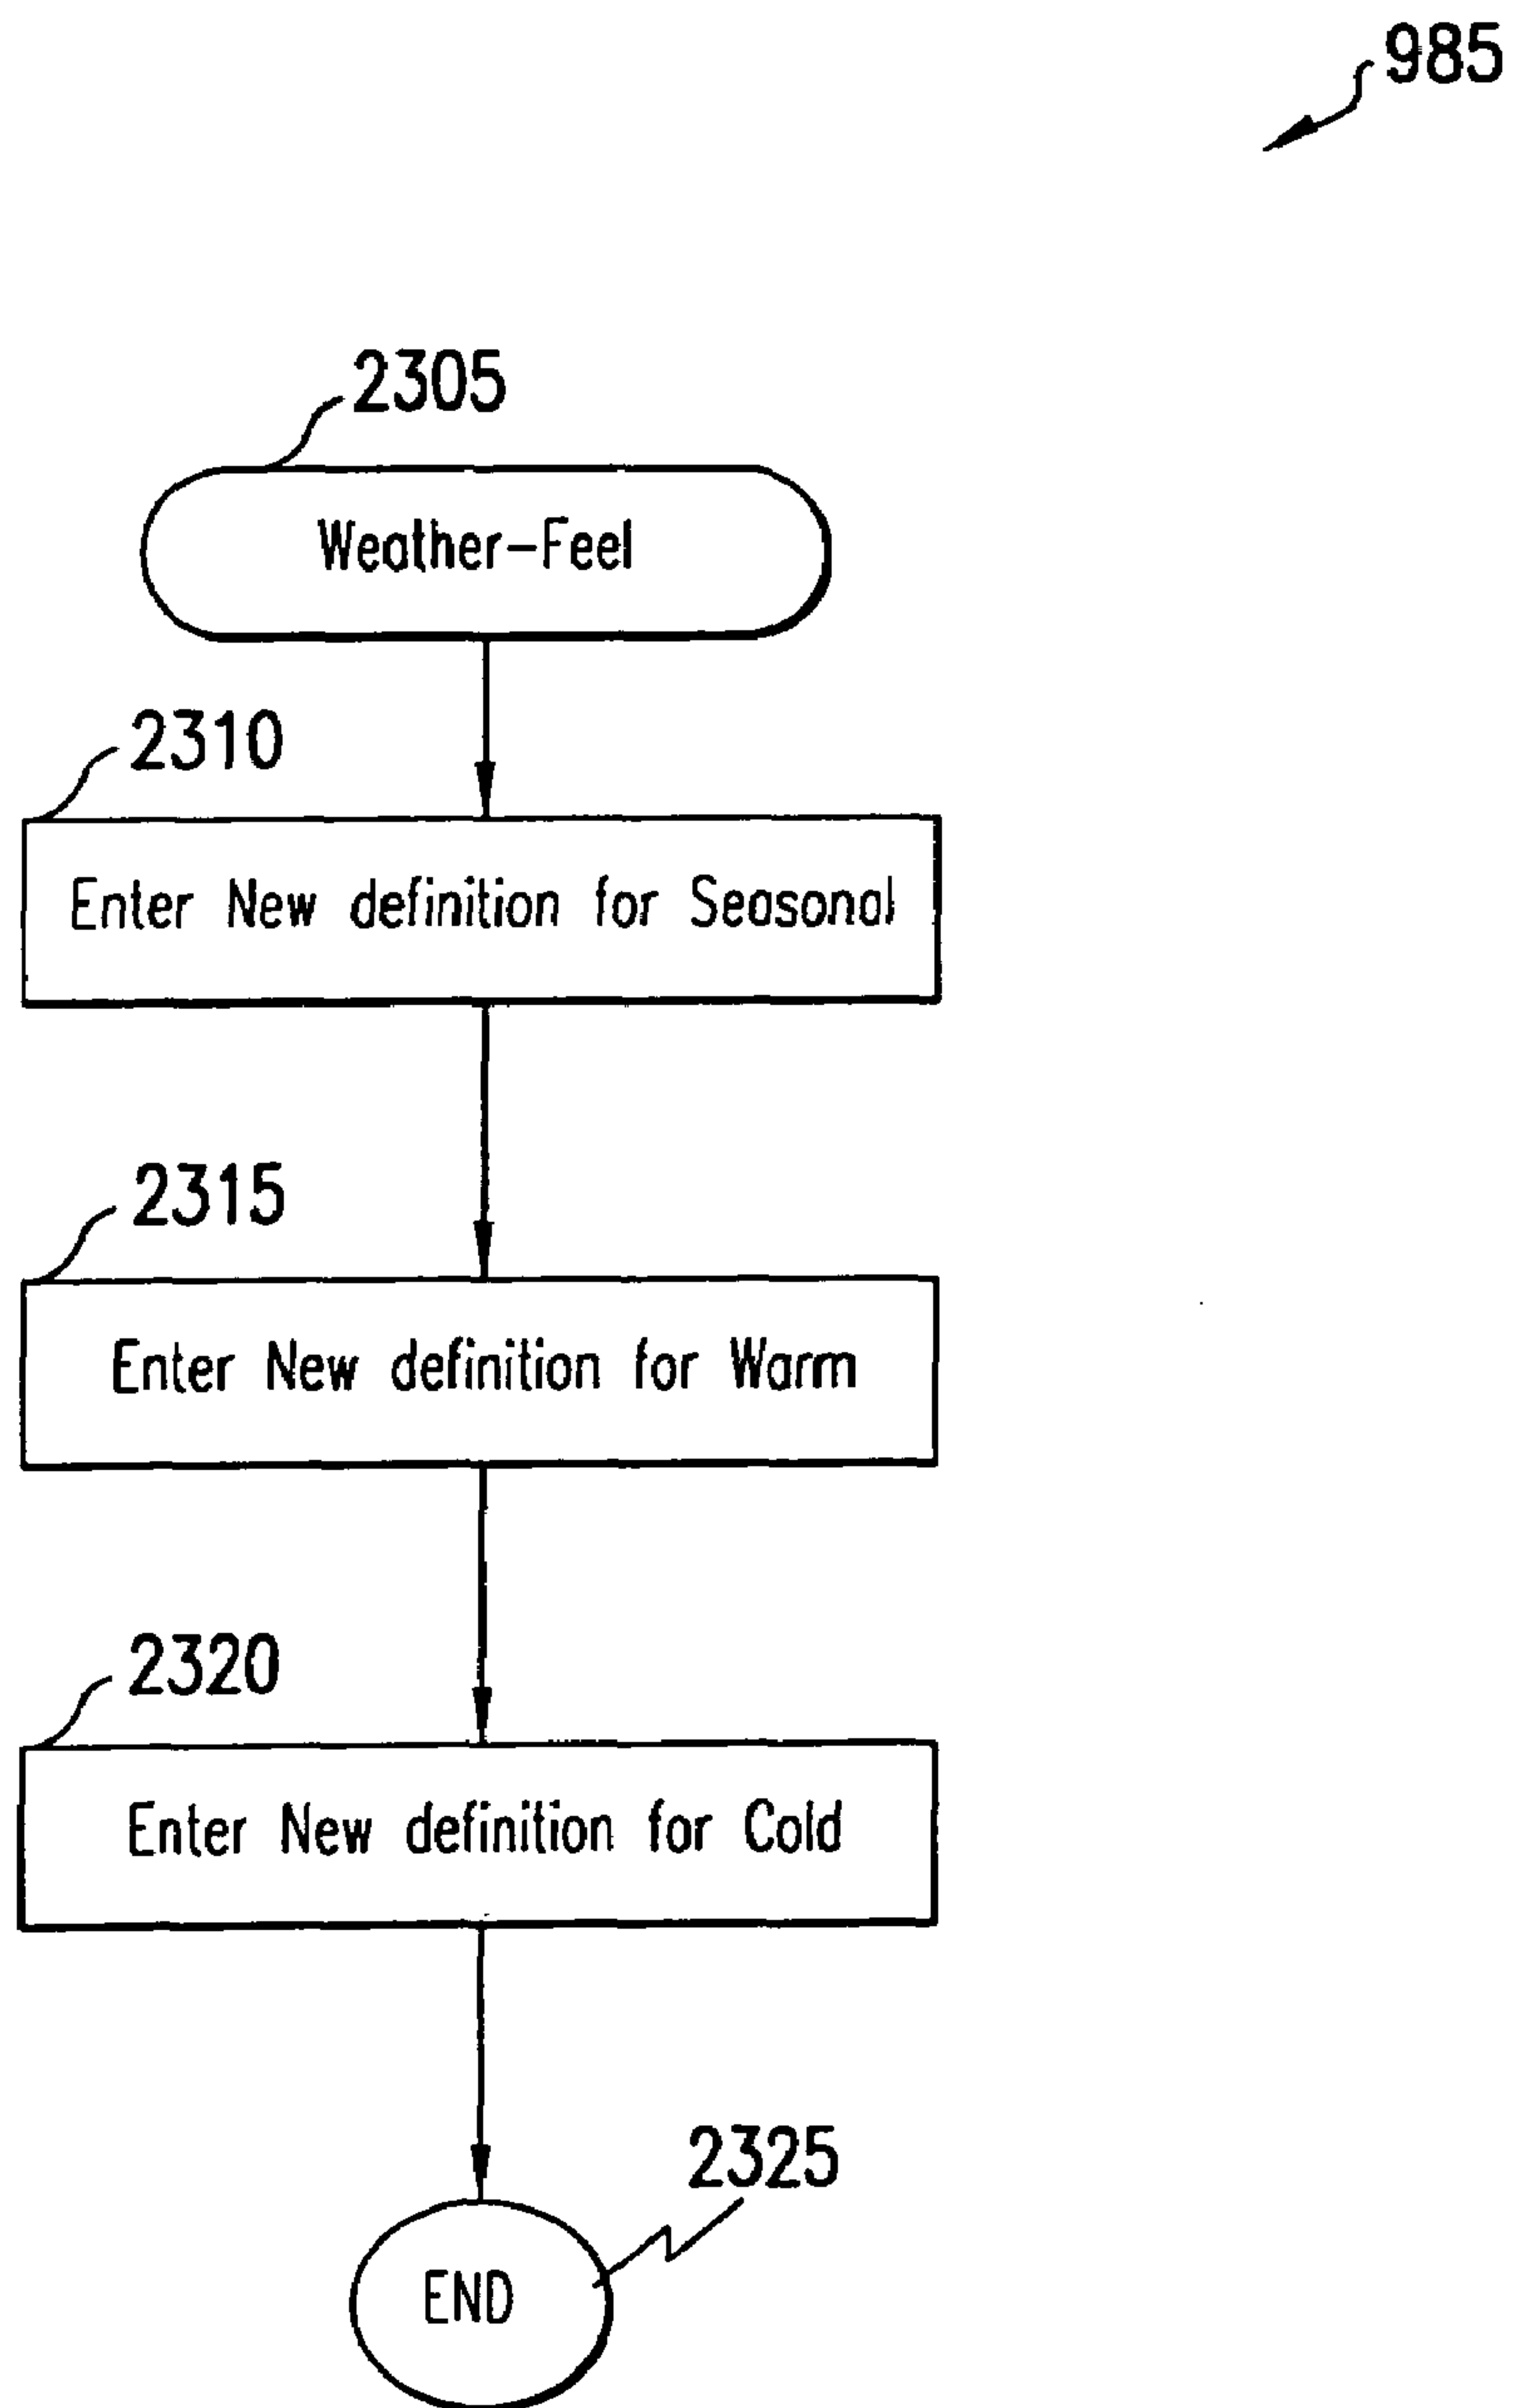 985
2305
Weather-Feel
2310
Enter New definition for Seasonal
2315
Enter New definition for Warm
2320
Enter New definition for Cold
2325
END